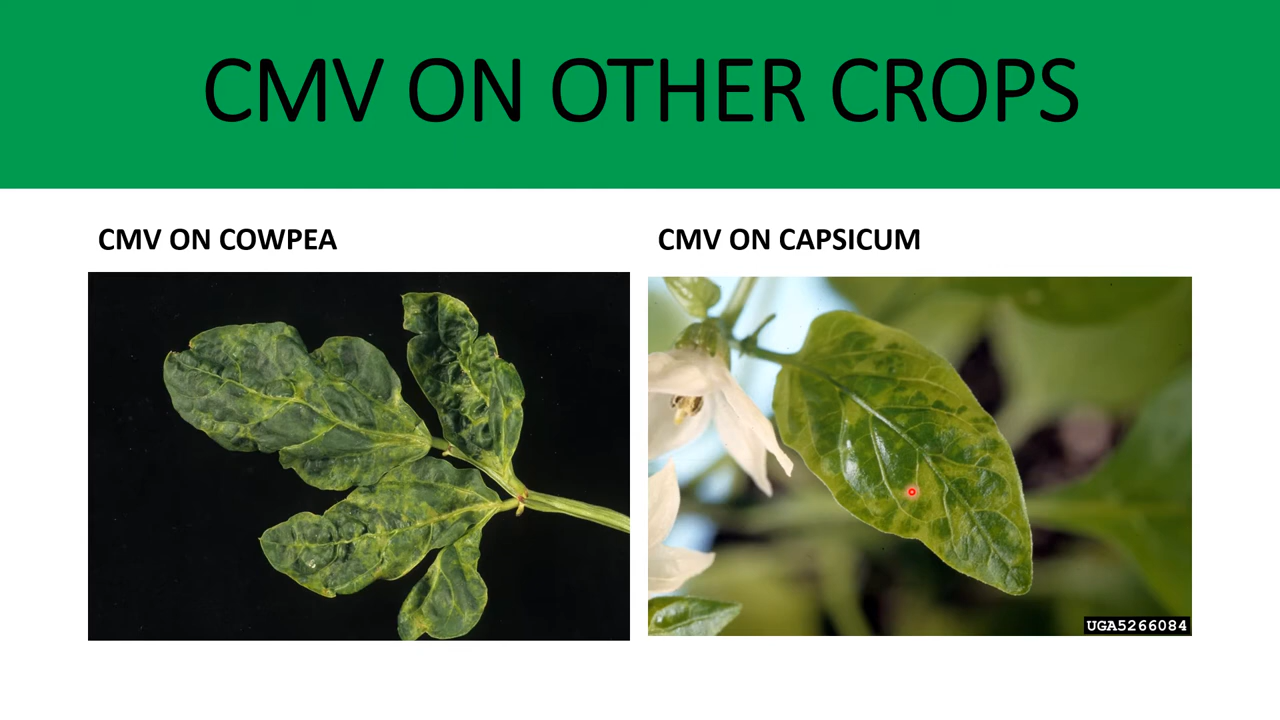 CMV ON OTHER CROPS
CMV ON COWPEA
CMV ON CAPSICUM
UGA5266084